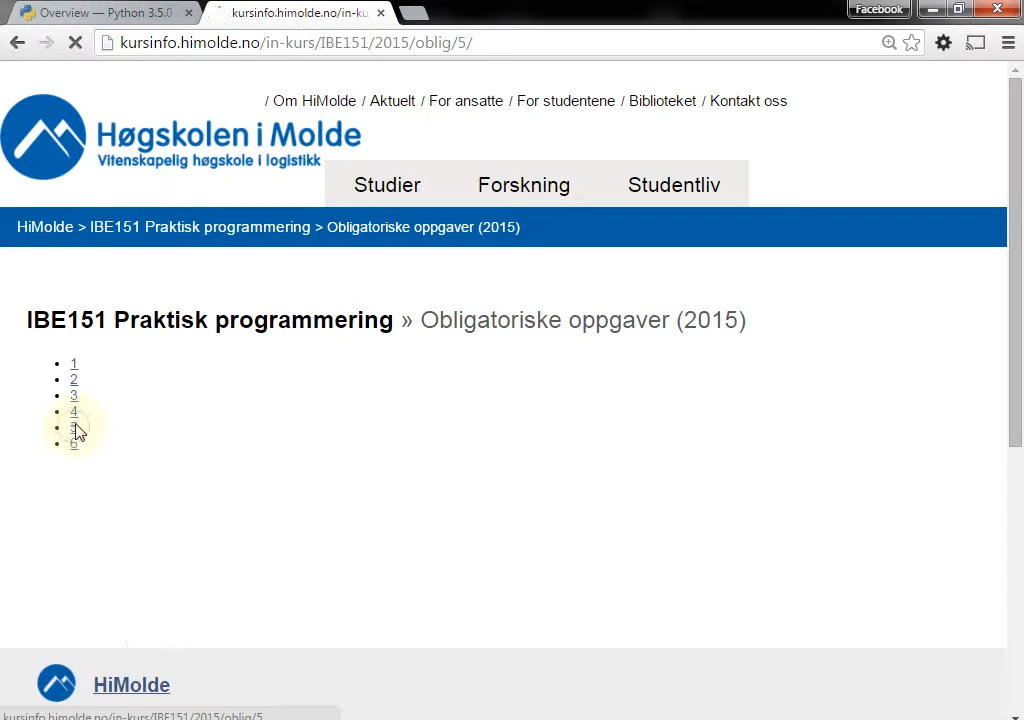 Overview — Python 3.5.0
kursinfo.himolde.no/in-ku
Facebook
kursinfo.himolde.no/in-kurs/IBE151/2015/oblig/5/
/ Om HiMolde / Aktuelt / For ansatte / For studentene / Biblioteket / Kontakt oss
Høgskolen i Molde
Vitenskapelig høgskole i logistikk
Studier Forskning Studentliv
HiMolde > IBE151 Praktisk programmering > Obligatoriske oppgaver (2015)
IBE151 Praktisk programmering » Obligatoriske oppgaver (2015)
• 1
• 2
• 3
• 4
• 5
• 6
HiMolde
kursinfo.himolde.no/in-kurs/IBE151/2015/oblig/5